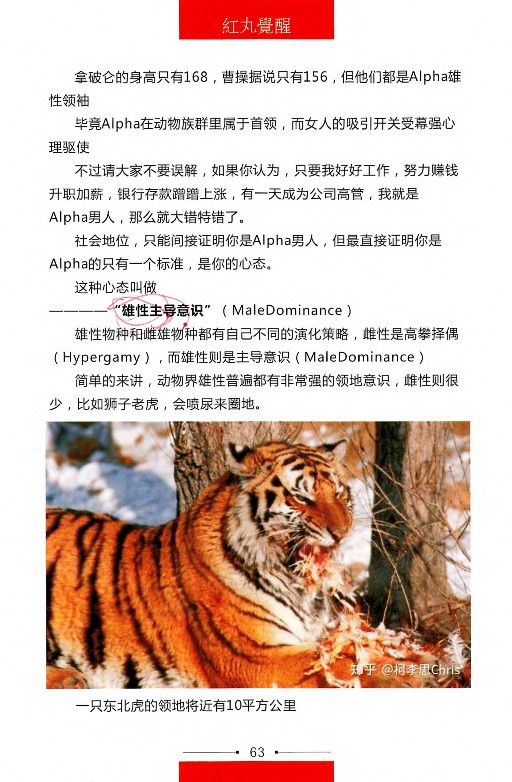 紅丸覺醒
拿破仑的身高只有168，曹操据说只有156，但他们都是Alpha雄
性领袖
毕竟Alpha在动物族群里属于首领，而女人的吸引开关受幕强心
理驱使
不过请大家不要误解，如果你认为，只要我好好工作，努力赚钱
升职加薪，银行存款蹭蹭上涨，有一天成为公司高管，我就是
Alpha男人，那么就大错特错了。
社会地位，只能间接证明你是Alpha男人，但最直接证明你是
Alpha的只有一个标准，是你的心态。
这种心态叫做
————“雄性主导意识”（MaleDominance）
雄性物种和雌雄物种都有自己不同的演化策略，雌性是高攀择偶
（Hypergamy），而雄性则是主导意识（MaleDominance）
简单的来讲，动物界雄性普遍都有非常强的领地意识，雌性则很
少，比如狮子老虎，会喷尿来圈地。
知乎 @柯李思Chris
一只东北虎的领地将近有10平方公里
63